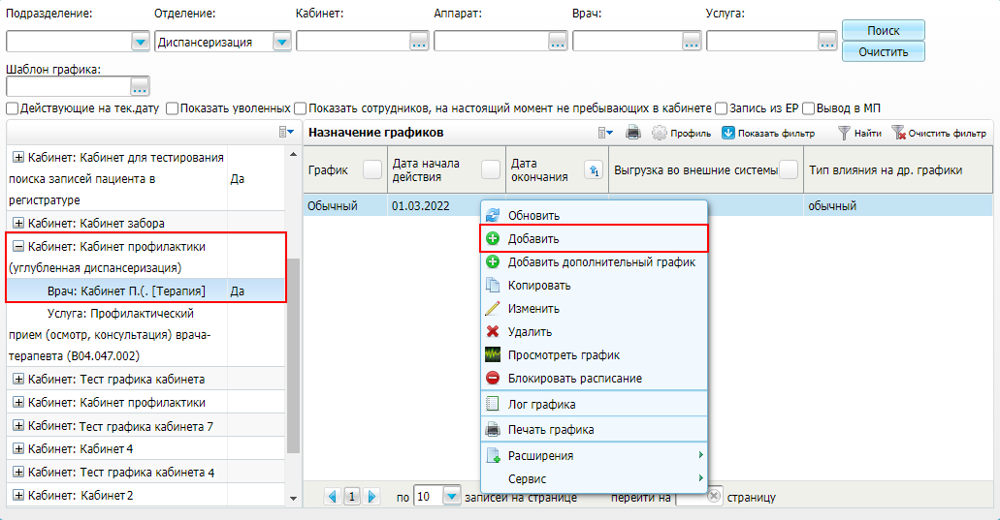 Подразделение: Отделение: Кабинет: Аппарат: Врач: Услуга:
Диспансеризация ... ... ... ... Поиск
Очистить
Шаблон графика:
...
Действующие на тек.дату Показать уволенных Показать сотрудников, на настоящий момент не пребывающих в кабинете Запись из ЕР Вывод в МП
Назначение графиков Профиль Показать фильтр Найти Очистить фильтр
Кабинет: Кабинет для тестирования
поиска записей пациента в Да
регистратуре
Кабинет: Кабинет забора
Кабинет: Кабинет профилактики
(углубленная диспансеризация)
Врач: Кабинет П.(. [Терапия] Да
Услуга: Профилактический
прием (осмотр, консультация) врача-
терапевта (B04.047.002)
Кабинет: Тест графика кабинета
Кабинет: Кабинет профилактики
Кабинет: Тест графика кабинета 7
Кабинет: Кабинет 4
Кабинет: Тест графика кабинета 4
Кабинет: Кабинет 2
График Дата начала действия Дата окончания 1 Выгрузка во внешние системы Тип влияния на др. графики
Обычный 01.03.2022 обычный
Обновить
Добавить
Добавить дополнительный график
Копировать
Изменить
Удалить
Просмотреть график
Блокировать расписание
Лог графика
Печать графика
Расширения
Сервис
1 по 10 записей на странице перейти на страницу